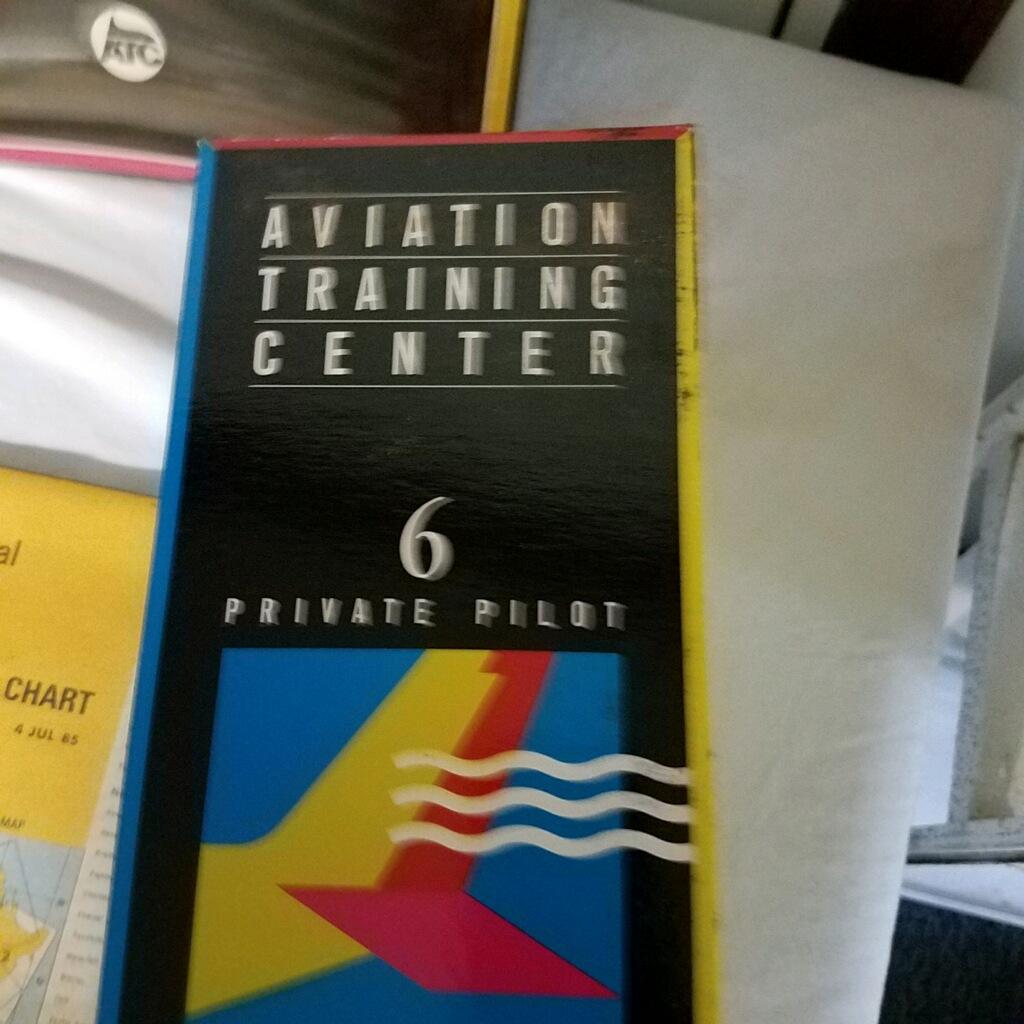 ATC
AVIATION
TRAINING
CENTER
6
PRIVATE PILOT
al
CHART
4 JUL 85
MAP